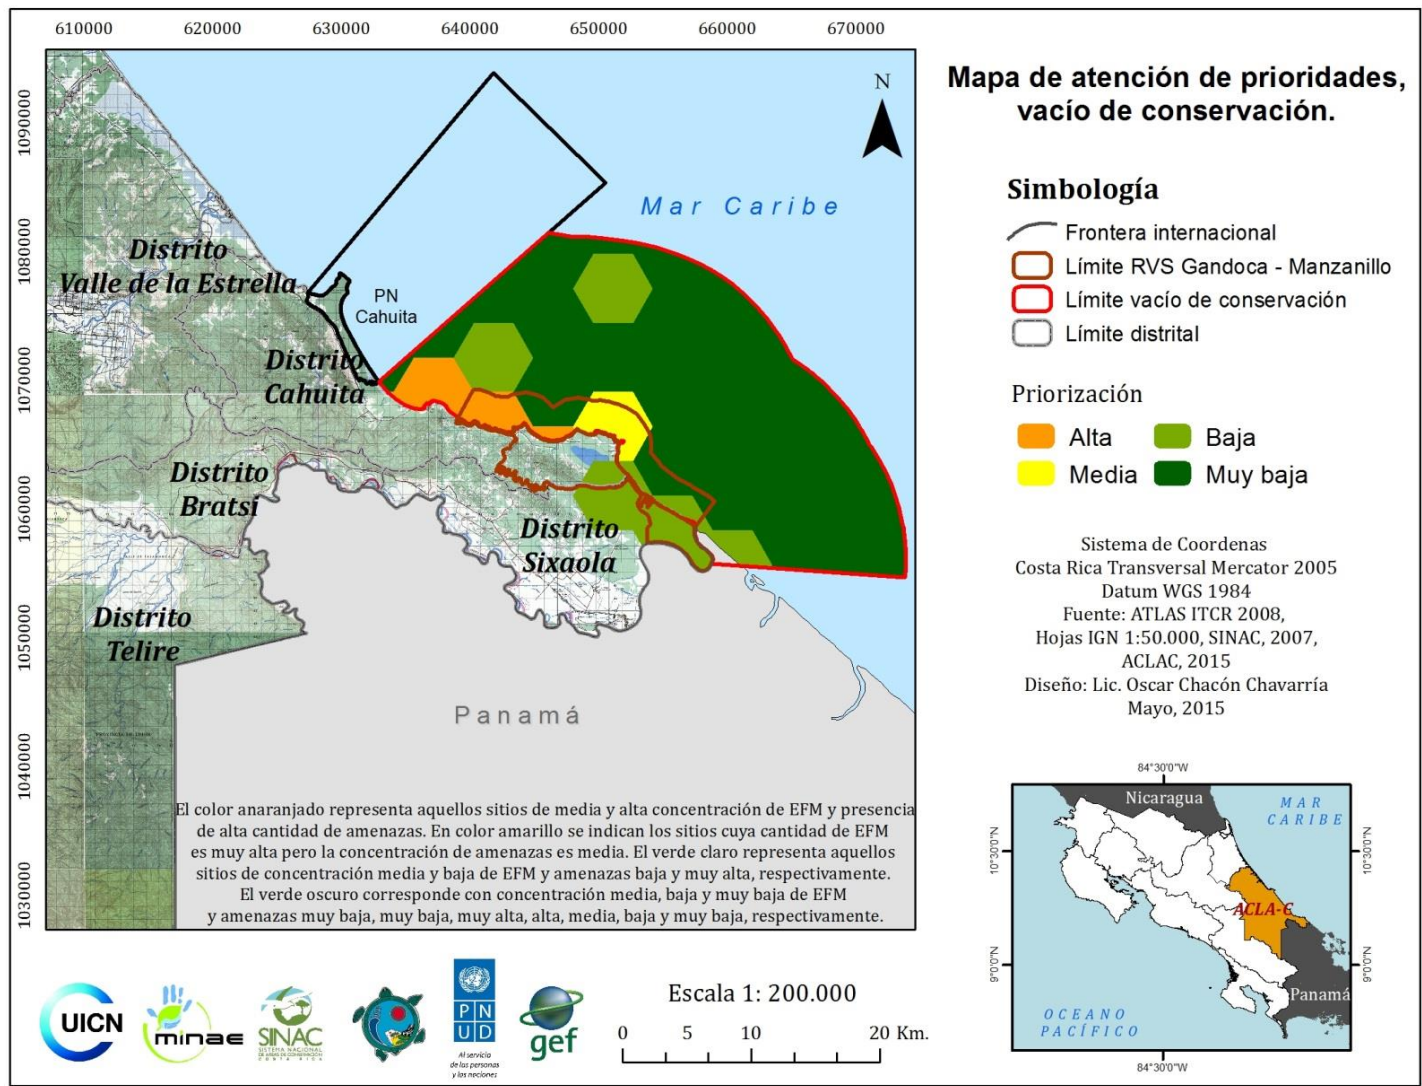 610000 620000 630000 640000 650000 660000 670000
1090000
1080000
1070000
1060000
1050000
1040000
1030000
N
Mar Caribe
Distrito
Valle de la Estrella
PN
Cahuita
Distrito
Cahuita
Distrito
Bratsi
Distrito
Sixaola
Distrito
Telire
Panamá
El color anaranjado representa aquellos sitios de media y alta concentración de EFM y presencia
de alta cantidad de amenazas. En color amarillo se indican los sitios cuya cantidad de EFM
es muy alta pero la concentración de amenazas es media. El verde claro representa aquellos
sitios de concentración media y baja de EFM y amenazas baja y muy alta, respectivamente.
El verde oscuro corresponde con concentración media, baja y muy baja de EFM
y amenazas muy baja, muy baja, muy alta, alta, media, baja y muy baja, respectivamente.
Mapa de atención de prioridades,
vacío de conservación.
Simbología
Frontera internacional
Límite RVS Gandoca - Manzanillo
Límite vacío de conservación
Límite distrital
Priorización
Alta
Baja
Media
Muy baja
Sistema de Coordenas
Costa Rica Transversal Mercator 2005
Datum WGS 1984
Fuente: ATLAS ITCR 2008,
Hojas IGN 1:50.000, SINAC, 2007,
ACLAC, 2015
Diseño: Lic. Oscar Chacón Chavarría
Mayo, 2015
84°30'0"W
Nicaragua
MAR
CARIBE
10°30'0"N
10°30'0"N
ACLA-C
9°0'0"N
9°0'0"N
Panamá
OCEANO
PACÍFICO
84°30'0"W
UICN
minae
SINAC
SISTEMA NACIONAL
DE AREAS DE CONSERVACION
COSTA RICA
P N
U D
Al servicio
de las personas
y las naciones
gef
Escala 1: 200.000
0 5 10 20 Km.